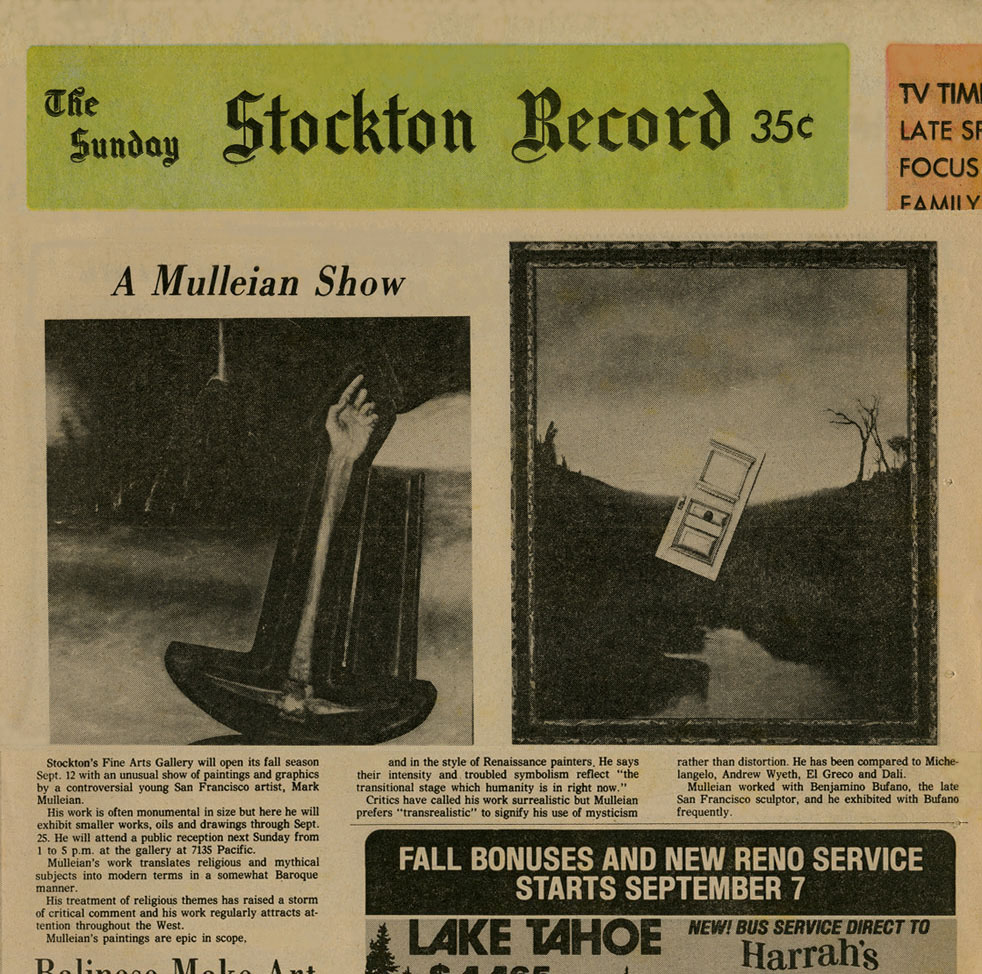 The
Sunday
Stockton Record 35¢
TV TIM
LATE SP
FOCUS
FAMILY
A Mulleian Show
Stockton's Fine Arts Gallery will open its fall season
Sept. 12 with an unusual show of paintings and graphics
by a controversial young San Francisco artist, Mark
Mulleian.
His work is often monumental in size but here he will
exhibit smaller works, oils and drawings through Sept.
25. He will attend a public reception next Sunday from
1 to 5 p.m. at the gallery at 7135 Pacific.
Mulleian's work translates religious and mythical
subjects into modern terms in a somewhat Baroque
manner.
His treatment of religious themes has raised a storm
of critical comment and his work regularly attracts at-
tention throughout the West.
Mulleian's paintings are epic in scope,
and in the style of Renaissance painters. He says
their intensity and troubled symbolism reflect "the
transitional stage which humanity is in right now."
Critics have called his work surrealistic but Mulleian
prefers "transrealistic" to signify his use of mysticism
rather than distortion. He has been compared to Miche-
langelo, Andrew Wyeth, El Greco and Dali.
Mulleian worked with Benjamino Bufano, the late
San Francisco sculptor, and he exhibited with Bufano
frequently.
FALL BONUSES AND NEW RENO SERVICE
STARTS SEPTEMBER 7
LAKE TAHOE
NEW! BUS SERVICE DIRECT TO
Harrah's
Balinese Make Art